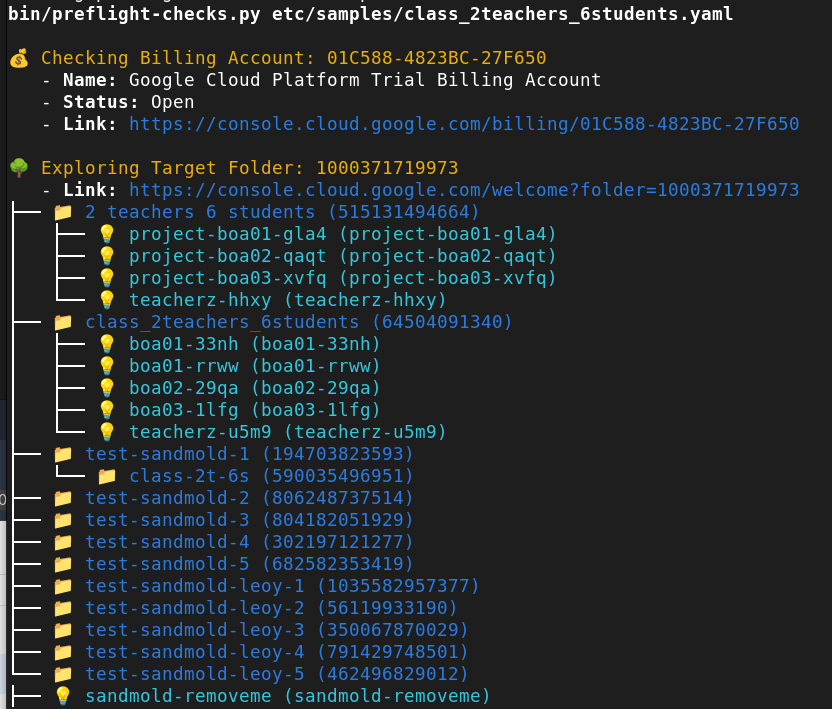 bin/preflight-checks.py etc/samples/class_2teachers_6students.yaml
💰 Checking Billing Account: 01C588-4823BC-27F650
- Name: Google Cloud Platform Trial Billing Account
- Status: Open
- Link: https://console.cloud.google.com/billing/01C588-4823BC-27F650
🌳 Exploring Target Folder: 1000371719973
- Link: https://console.cloud.google.com/welcome?folder=1000371719973
├── 📁 2 teachers 6 students (515131494664)
│   ├── 💡 project-boa01-gla4 (project-boa01-gla4)
│   ├── 💡 project-boa02-qaqt (project-boa02-qaqt)
│   ├── 💡 project-boa03-xvfq (project-boa03-xvfq)
│   └── 💡 teacherz-hhxy (teacherz-hhxy)
├── 📁 class_2teachers_6students (64504091340)
│   ├── 💡 boa01-33nh (boa01-33nh)
│   ├── 💡 boa01-rrww (boa01-rrww)
│   ├── 💡 boa02-29qa (boa02-29qa)
│   ├── 💡 boa03-1lfg (boa03-1lfg)
│   └── 💡 teacherz-u5m9 (teacherz-u5m9)
├── 📁 test-sandmold-1 (194703823593)
│   └── 📁 class-2t-6s (590035496951)
├── 📁 test-sandmold-2 (806248737514)
├── 📁 test-sandmold-3 (804182051929)
├── 📁 test-sandmold-4 (302197121277)
├── 📁 test-sandmold-5 (682582353419)
├── 📁 test-sandmold-leoy-1 (1035582957377)
├── 📁 test-sandmold-leoy-2 (56119933190)
├── 📁 test-sandmold-leoy-3 (350067870029)
├── 📁 test-sandmold-leoy-4 (791429748501)
└── 📁 test-sandmold-leoy-5 (462496829012)
├── 💡 sandmold-removeme (sandmold-removeme)